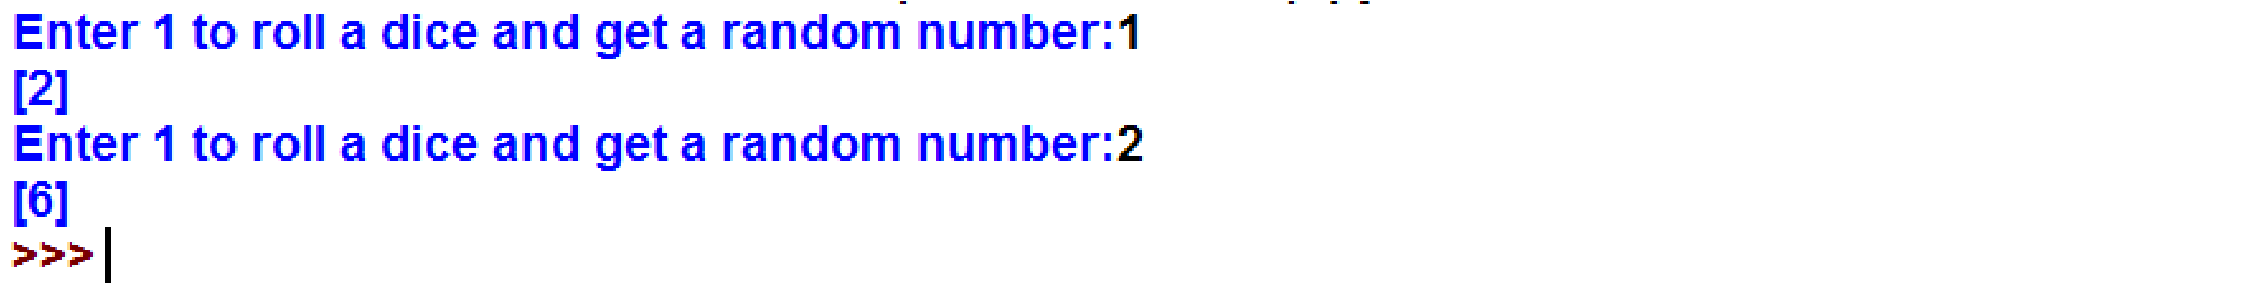 Enter 1 to roll a dice and get a random number:1
[2]
Enter 1 to roll a dice and get a random number:2
[6]
>>>